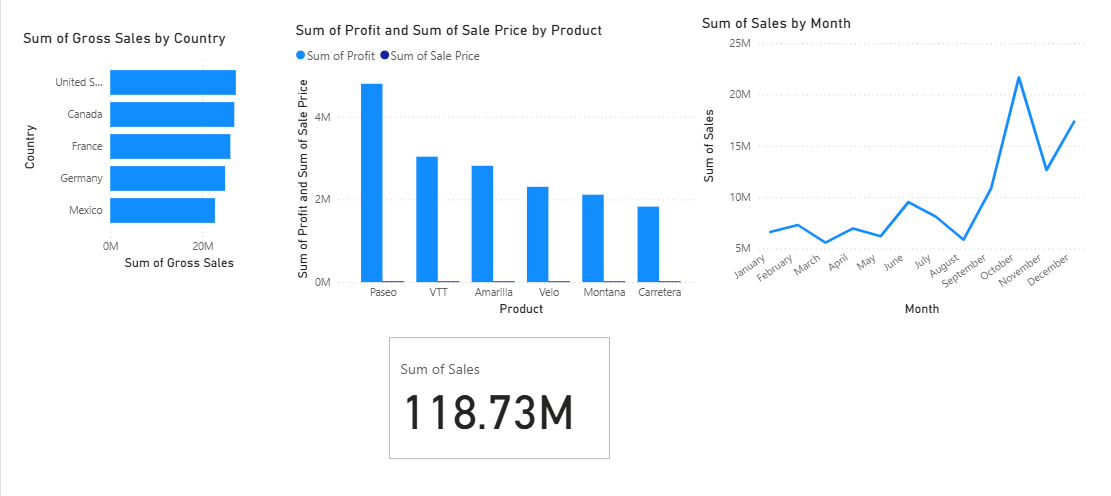 Sum of Gross Sales by Country
Country
United S...
Canada
France
Germany
Mexico
0M 20M
Sum of Gross Sales
Sum of Profit and Sum of Sale Price by Product
Sum of Profit Sum of Sale Price
Sum of Profit and Sum of Sale Price
4M
2M
0M
Paseo VTT Amarilla Velo Montana Carretera
Product
Sum of Sales by Month
Sum of Sales
25M
20M
15M
10M
5M
January February March April May June July August September October November December
Month
Sum of Sales
118.73M